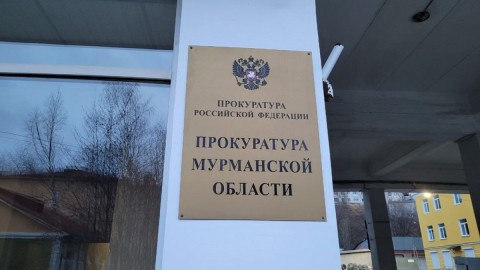 ПРОКУРАТУРА
РОССИЙСКОЙ ФЕДЕРАЦИИ
ПРОКУРАТУРА
МУРМАНСКОЙ
ОБЛАСТИ